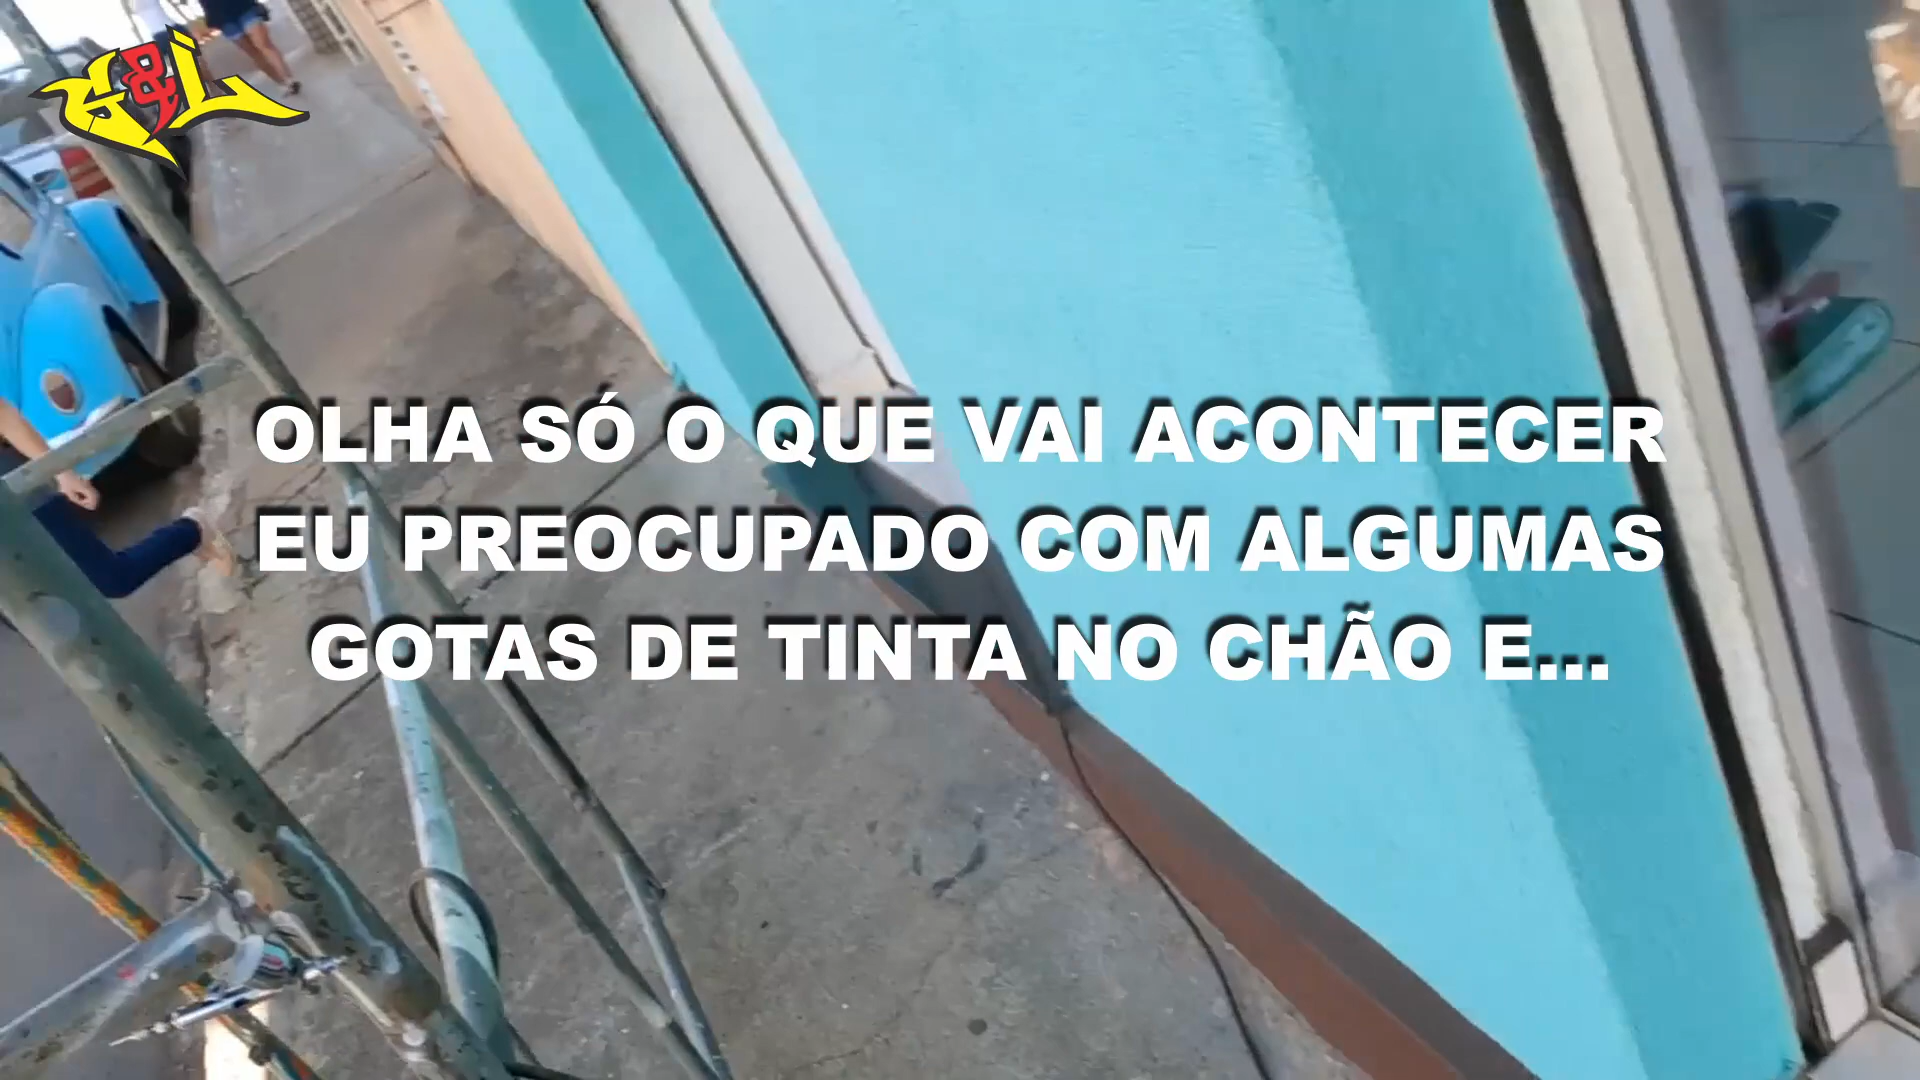 G&L
OLHA SÓ O QUE VAI ACONTECER
EU PREOCUPADO COM ALGUMAS
GOTAS DE TINTA NO CHÃO E...